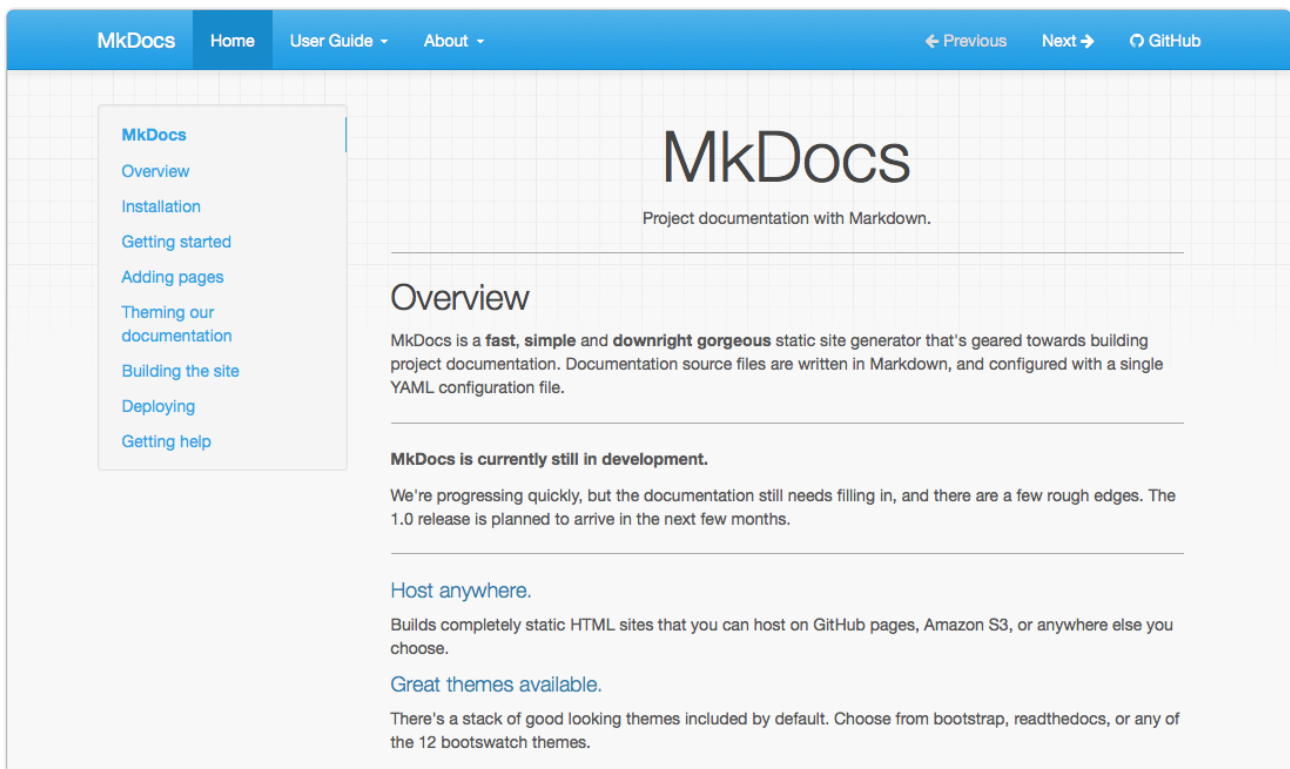 MkDocs Home User Guide About Previous Next GitHub
MkDocs
Overview
Installation
Getting started
Adding pages
Theming our
documentation
Building the site
Deploying
Getting help
MkDocs
Project documentation with Markdown.
Overview
MkDocs is a fast, simple and downright gorgeous static site generator that's geared towards building
project documentation. Documentation source files are written in Markdown, and configured with a single
YAML configuration file.
MkDocs is currently still in development.
We're progressing quickly, but the documentation still needs filling in, and there are a few rough edges. The
1.0 release is planned to arrive in the next few months.
Host anywhere.
Builds completely static HTML sites that you can host on GitHub pages, Amazon S3, or anywhere else you
choose.
Great themes available.
There's a stack of good looking themes included by default. Choose from bootstrap, readthedocs, or any of
the 12 bootswatch themes.